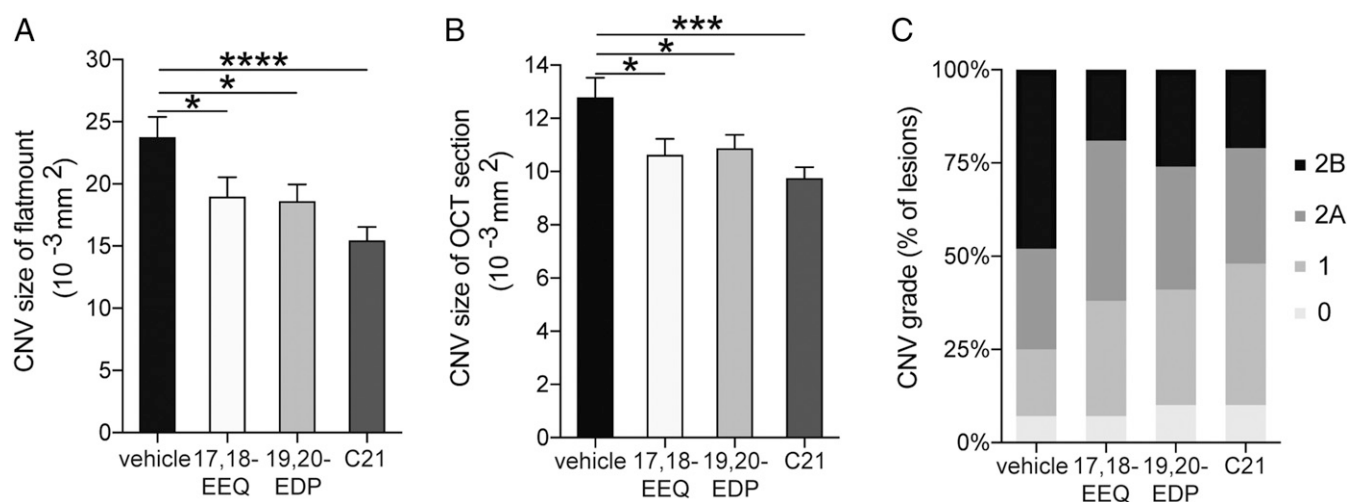 A
CNV size of flatmount
(10 -3 mm 2)
30
25
20
15
10
5
0
****
*
*
vehicle
17,18-
EEQ
19,20-
EDP
C21
B
CNV size of OCT section
(10 -3 mm 2)
14
12
10
8
6
4
2
0
***
*
*
vehicle
17,18-
EEQ
19,20-
EDP
C21
C
CNV grade (% of lesions)
100%
75%
50%
25%
0%
vehicle
17,18-
EEQ
19,20-
EDP
C21
2B
2A
1
0